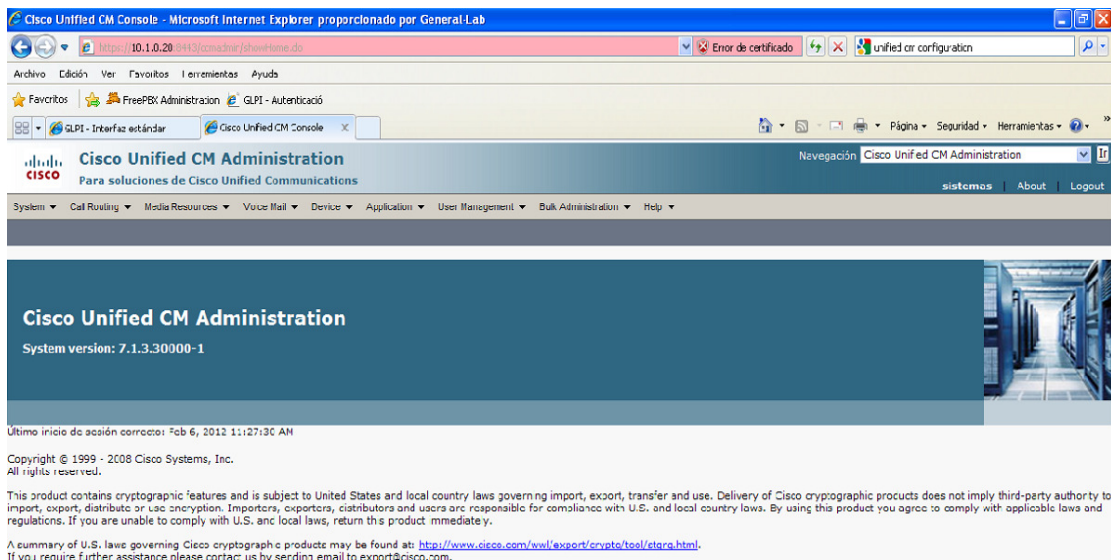 Cisco Unified CM Console - Microsoft Internet Explorer proporcionado por General-Lab
https://10.1.0.20:8443/ccmadmin/showHome.do
Error de certificado
unified cm configuration
Archivo Edición Ver Favoritos Herramientas Ayuda
Favoritos FreePBX Administration GLPI - Autenticació
GLPI - Interfaz estándar Cisco Unified CM Console X
Página Seguridad Herramientas
Cisco Unified CM Administration
Navegación Cisco Unified CM Administration Ir
CISCO
Para soluciones de Cisco Unified Communications
sistemas About Logout
System Call Routing Media Resources Voice Mail Device Application User Management Bulk Administration Help
Cisco Unified CM Administration
System version: 7.1.3.30000-1
Último inicio de sesión correcto: Feb 6, 2012 11:27:30 AM
Copyright © 1999 - 2008 Cisco Systems, Inc.
All rights reserved.
This product contains cryptographic features and is subject to United States and local country laws governing import, export, transfer and use. Delivery of Cisco cryptographic products does not imply third-party authority to
import, export, distribute or use encryption. Importers, exporters, distributors and users are responsible for compliance with U.S. and local country laws. By using this product you agree to comply with applicable laws and
regulations. If you are unable to comply with U.S. and local laws, return this product immediately.
A summary of U.S. laws governing Cisco cryptographic products may be found at: http://www.cisco.com/wwl/export/crypto/tool/stqrg.html.
If you require further assistance please contact us by sending email to export@cisco.com.